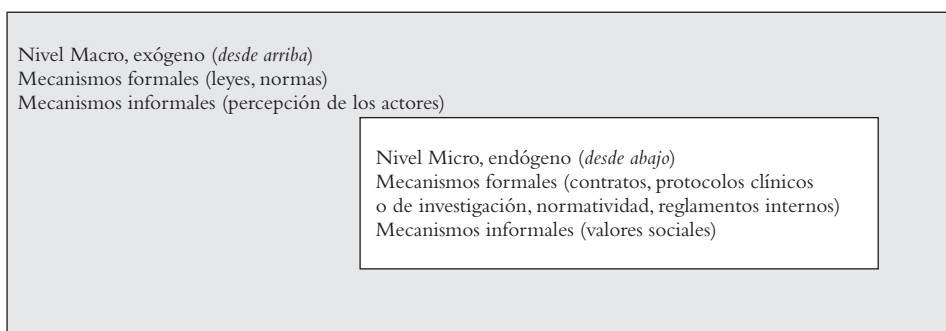 Nivel Macro, exógeno (desde arriba)
Mecanismos formales (leyes, normas)
Mecanismos informales (percepción de los actores)
Nivel Micro, endógeno (desde abajo)
Mecanismos formales (contratos, protocolos clínicos
o de investigación, normatividad, reglamentos internos)
Mecanismos informales (valores sociales)